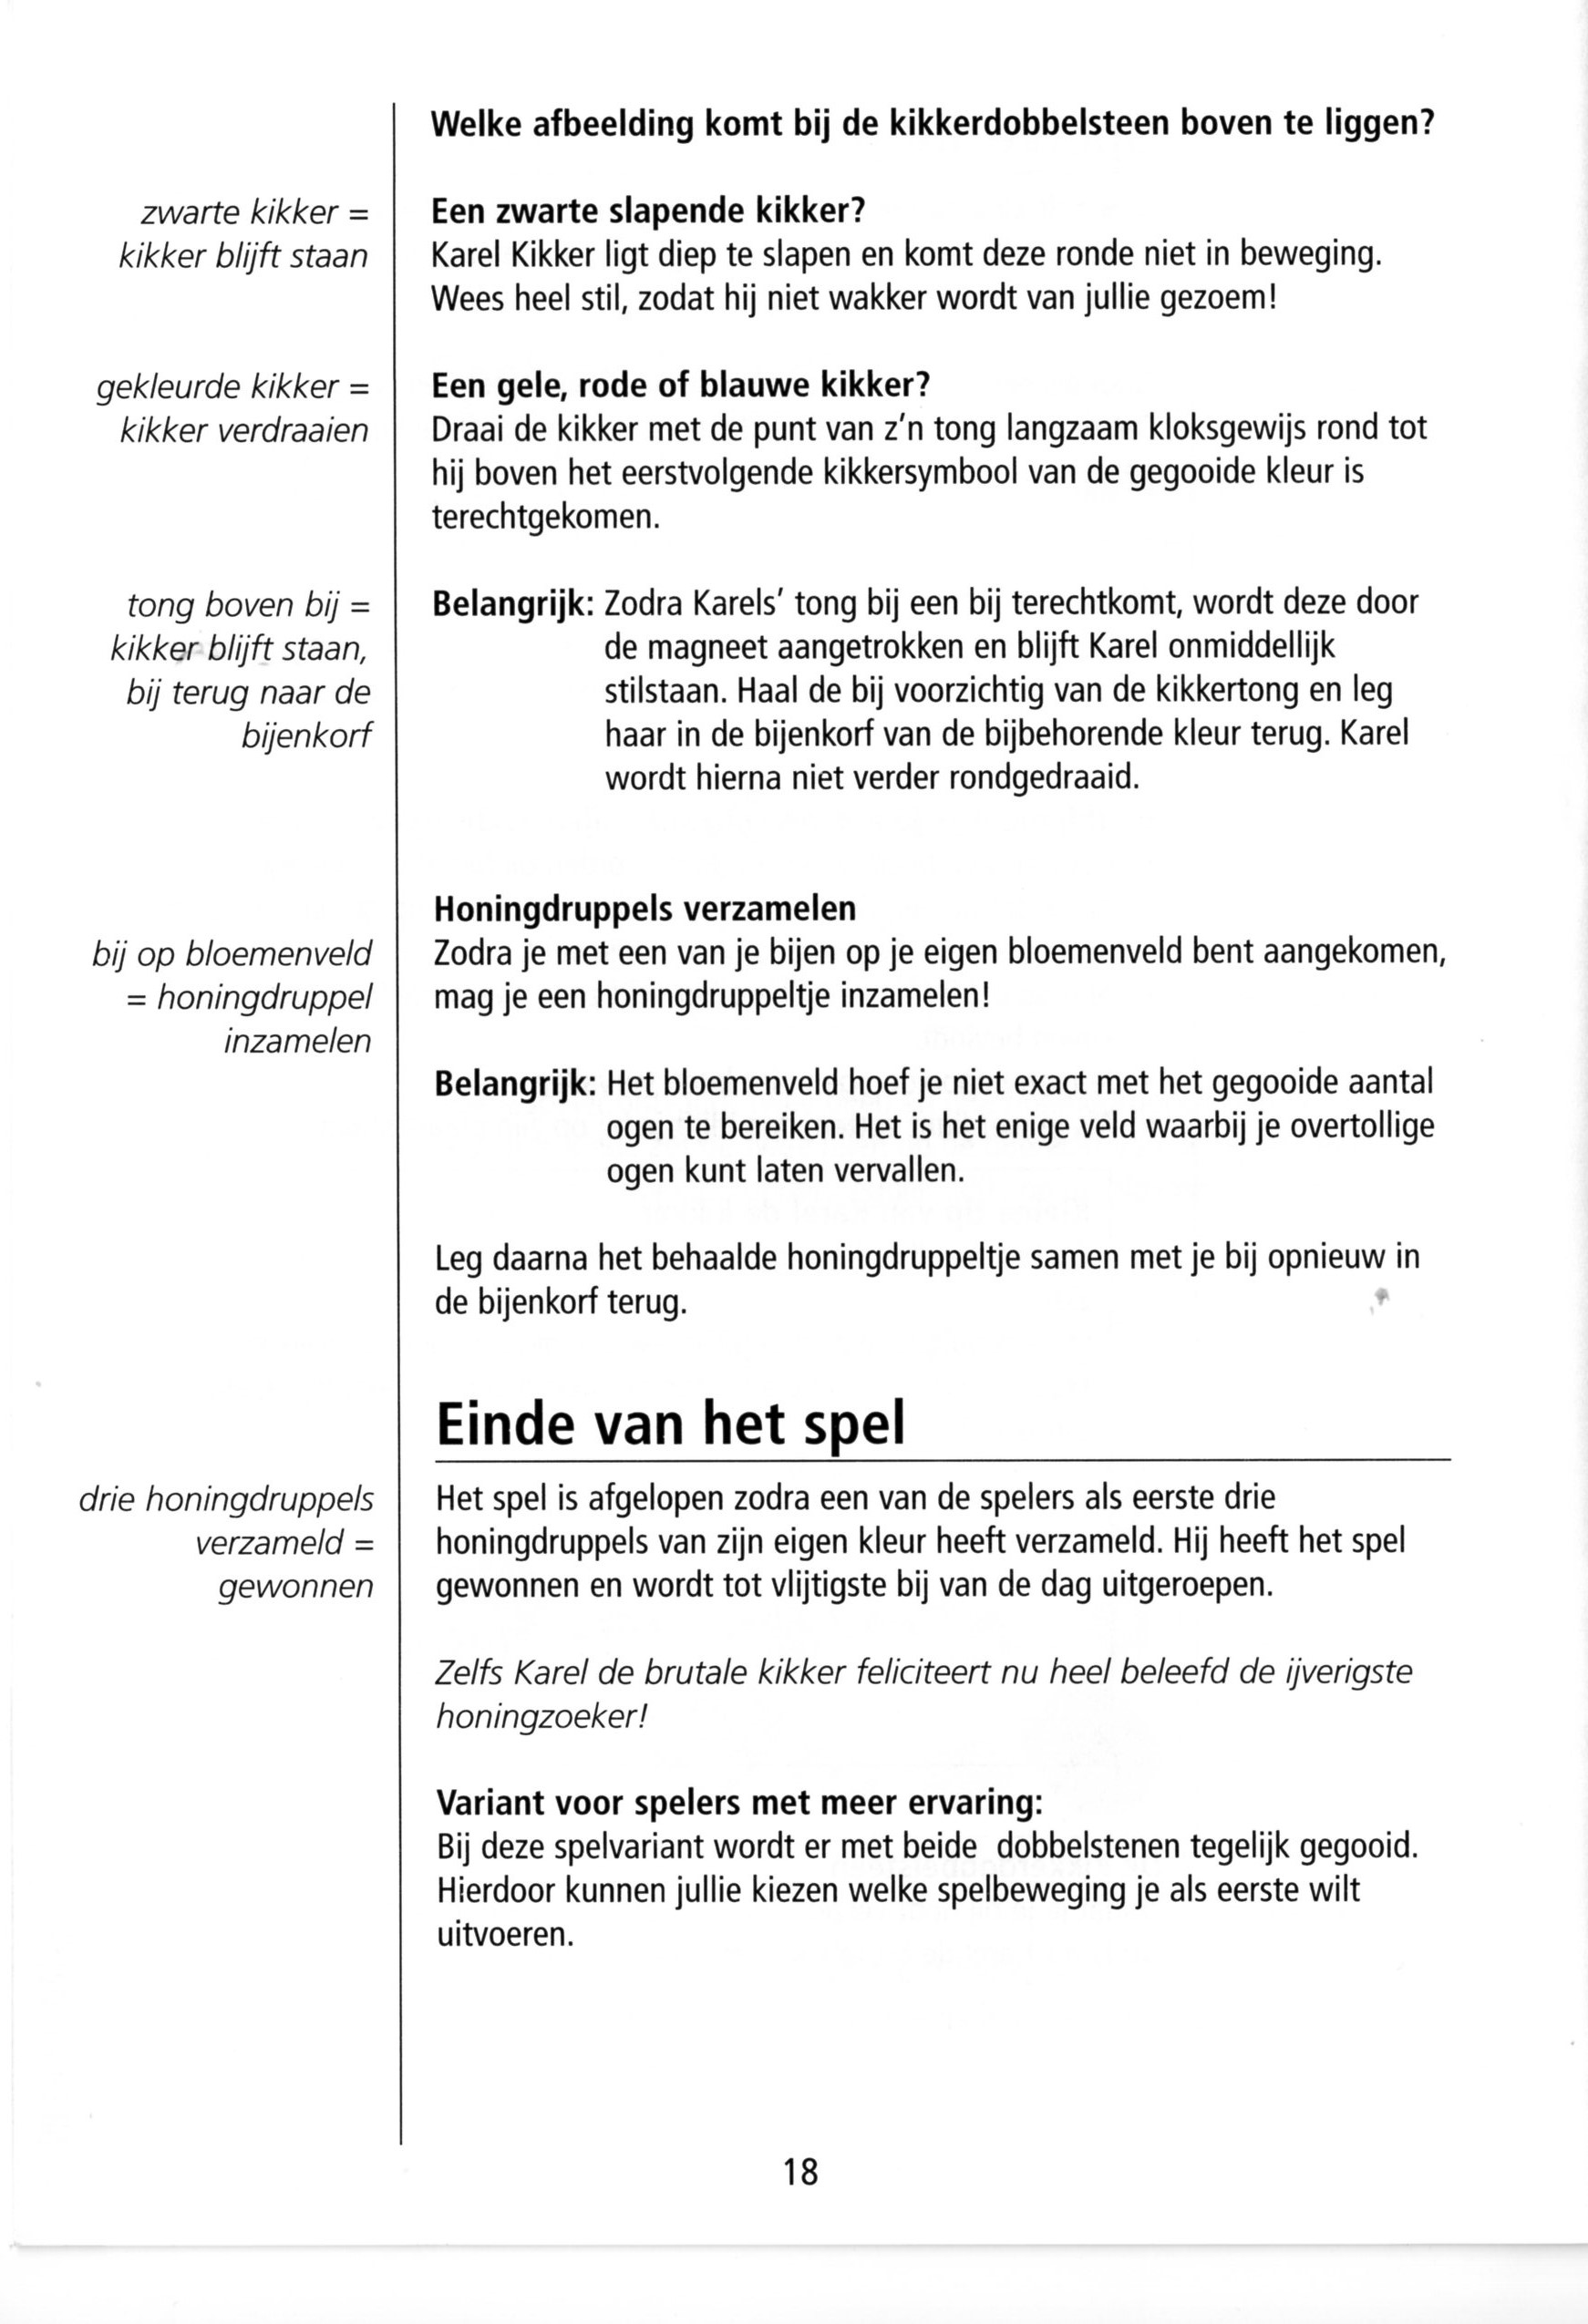 Welke afbeelding komt bij de kikkerdobbelsteen boven te liggen?
zwarte kikker =
kikker blijft staan
Een zwarte slapende kikker?
Karel Kikker ligt diep te slapen en komt deze ronde niet in beweging.
Wees heel stil, zodat hij niet wakker wordt van jullie gezoem!
gekleurde kikker =
kikker verdraaien
Een gele, rode of blauwe kikker?
Draai de kikker met de punt van z'n tong langzaam kloksgewijs rond tot
hij boven het eerstvolgende kikkersymbool van de gegooide kleur is
terechtgekomen.
tong boven bij =
kikker blijft staan,
bij terug naar de
bijenkorf
Belangrijk: Zodra Karels' tong bij een bij terechtkomt, wordt deze door
de magneet aangetrokken en blijft Karel onmiddellijk
stilstaan. Haal de bij voorzichtig van de kikkertong en leg
haar in de bijenkorf van de bijbehorende kleur terug. Karel
wordt hierna niet verder rondgedraaid.
Honingdruppels verzamelen
bij op bloemenveld
= honingdruppel
inzamelen
Zodra je met een van je bijen op je eigen bloemenveld bent aangekomen,
mag je een honingdruppeltje inzamelen!
Belangrijk: Het bloemenveld hoef je niet exact met het gegooide aantal
ogen te bereiken. Het is het enige veld waarbij je overtollige
ogen kunt laten vervallen.
Leg daarna het behaalde honingdruppeltje samen met je bij opnieuw in
de bijenkorf terug.
Einde van het spel
drie honingdruppels
verzameld =
gewonnen
Het spel is afgelopen zodra een van de spelers als eerste drie
honingdruppels van zijn eigen kleur heeft verzameld. Hij heeft het spel
gewonnen en wordt tot vlijtigste bij van de dag uitgeroepen.
Zelfs Karel de brutale kikker feliciteert nu heel beleefd de ijverigste
honingzoeker!
Variant voor spelers met meer ervaring:
Bij deze spelvariant wordt er met beide dobbelstenen tegelijk gegooid.
Hierdoor kunnen jullie kiezen welke spelbeweging je als eerste wilt
uitvoeren.
18